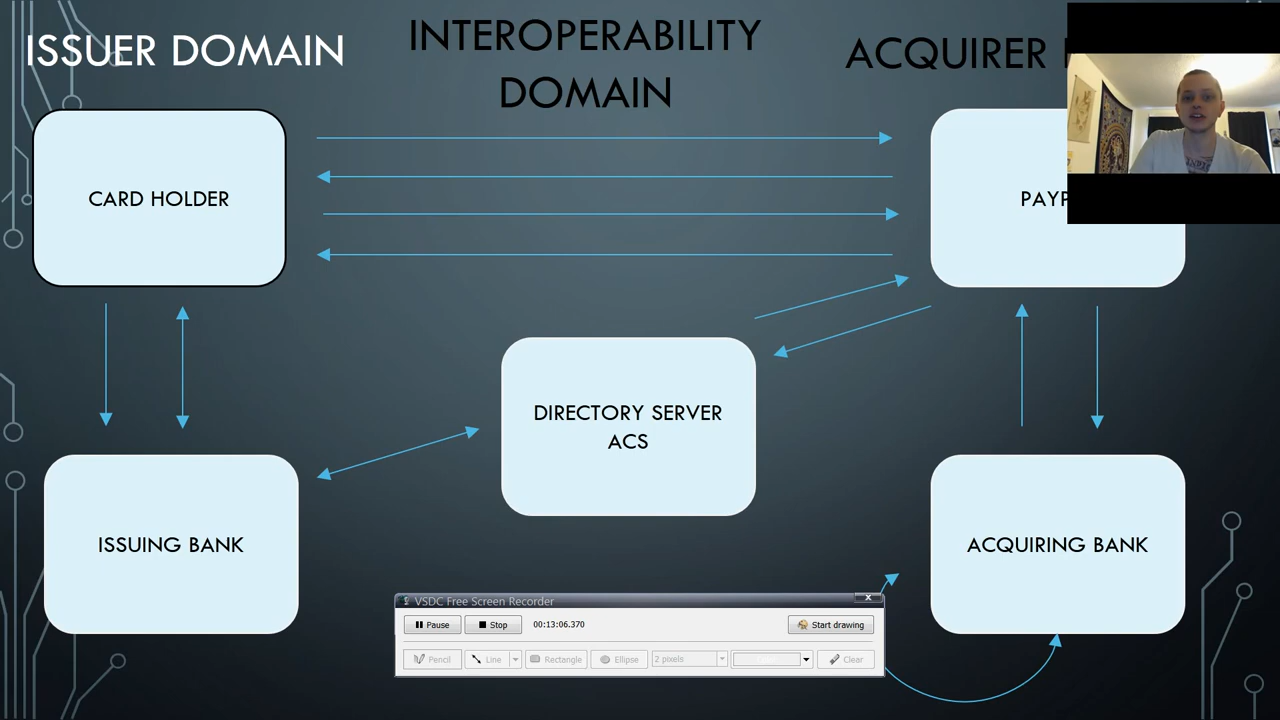 ISSUER DOMAIN
INTEROPERABILITY
DOMAIN
ACQUIRER
CARD HOLDER
DIRECTORY SERVER
ACS
ISSUING BANK
ACQUIRING BANK
VSDC Free Screen Recorder
Pause
Stop
00:13:06.370
Start drawing
Pencil
Line
Rectangle
Ellipse
2 pixels
Clear